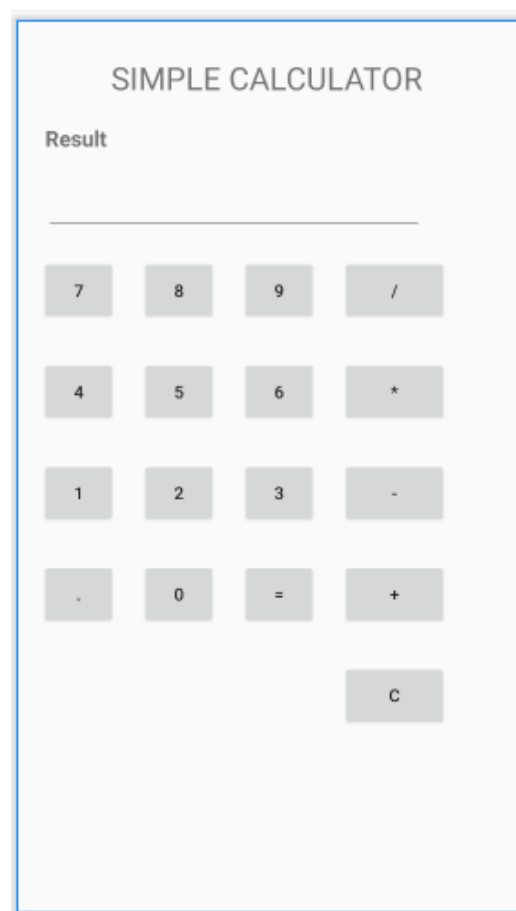 SIMPLE CALCULATOR
Result
7 8 9 /
4 5 6 *
1 2 3 -
. 0 = +
C